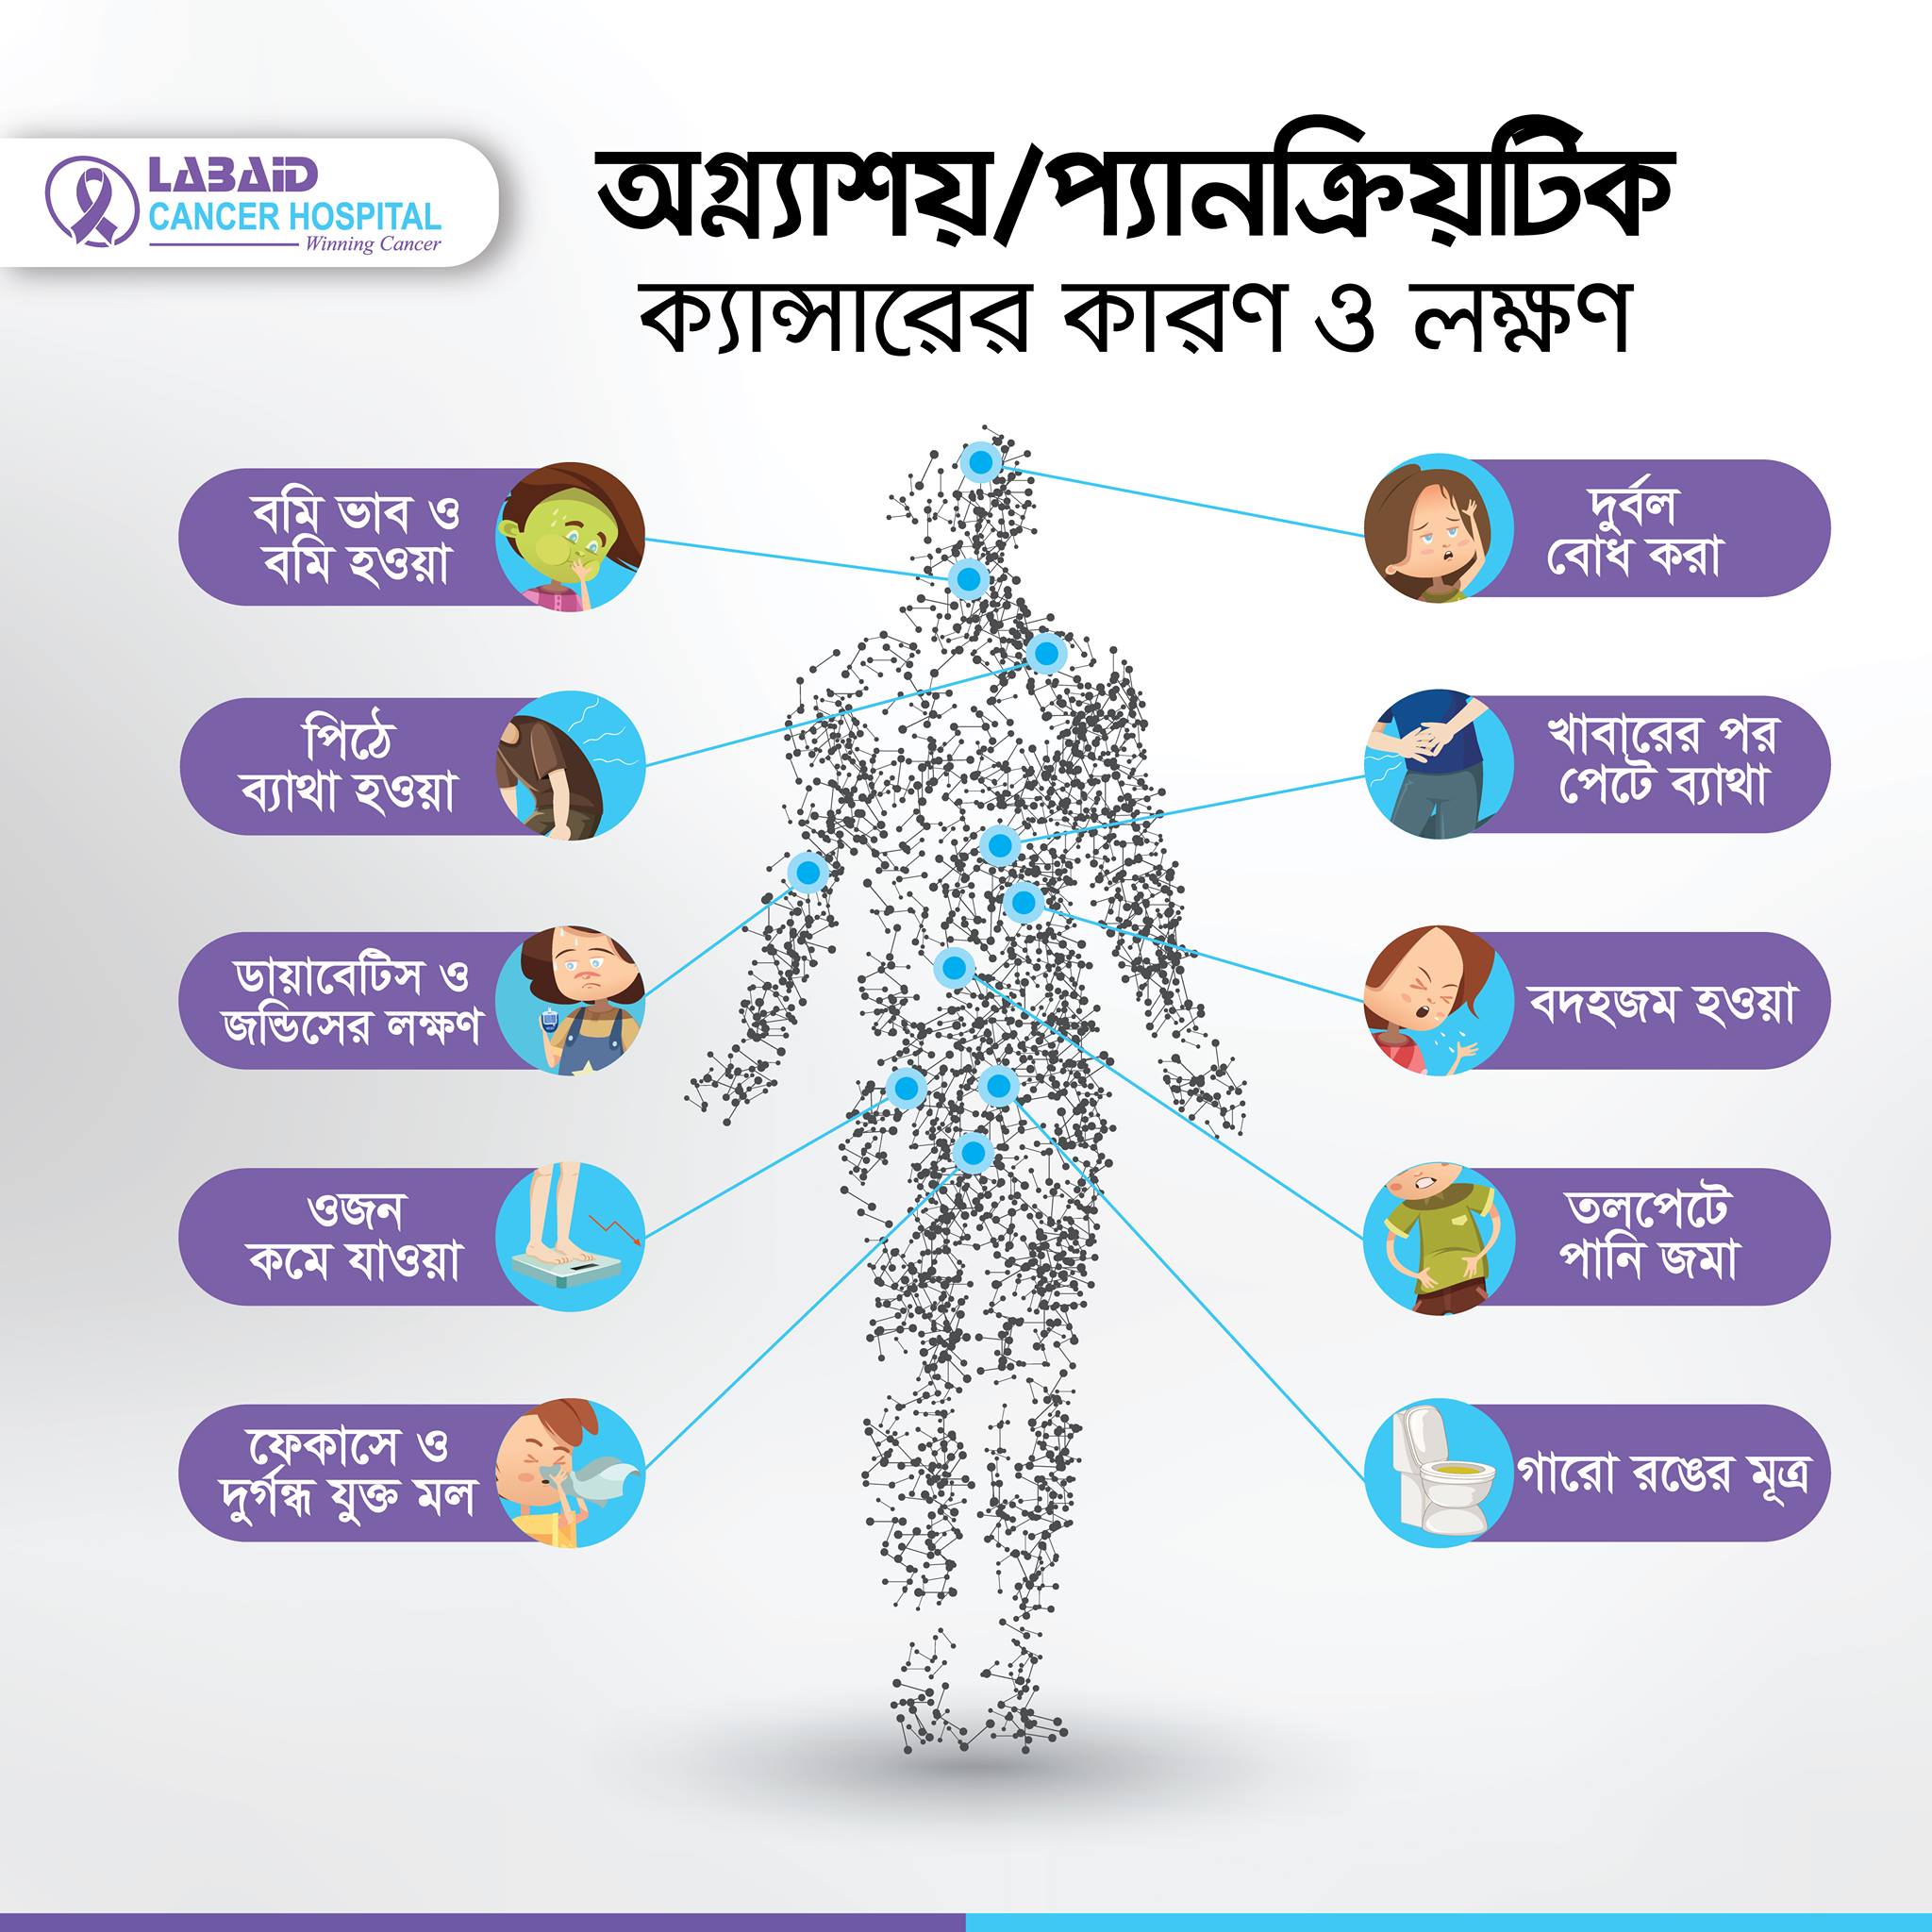 LABAID
CANCER HOSPITAL
Winning Cancer
অগ্ন্যাশয়/প্যানক্রিয়টিক
ক্যান্সারের কারণ ও লক্ষণ
বমি ভাব ও
বমি হওয়া
পিঠে
ব্যাথা হওয়া
ডায়াবেটিস ও
জন্ডিসের লক্ষণ
ওজন
কমে যাওয়া
ফেকাসে ও
দুর্গন্ধ যুক্ত মল
দুর্বল
বোধ করা
খাবারের পর
পেটে ব্যাথা
বদহজম হওয়া
তলপেটে
পানি জমা
গারো রঙের মূত্র